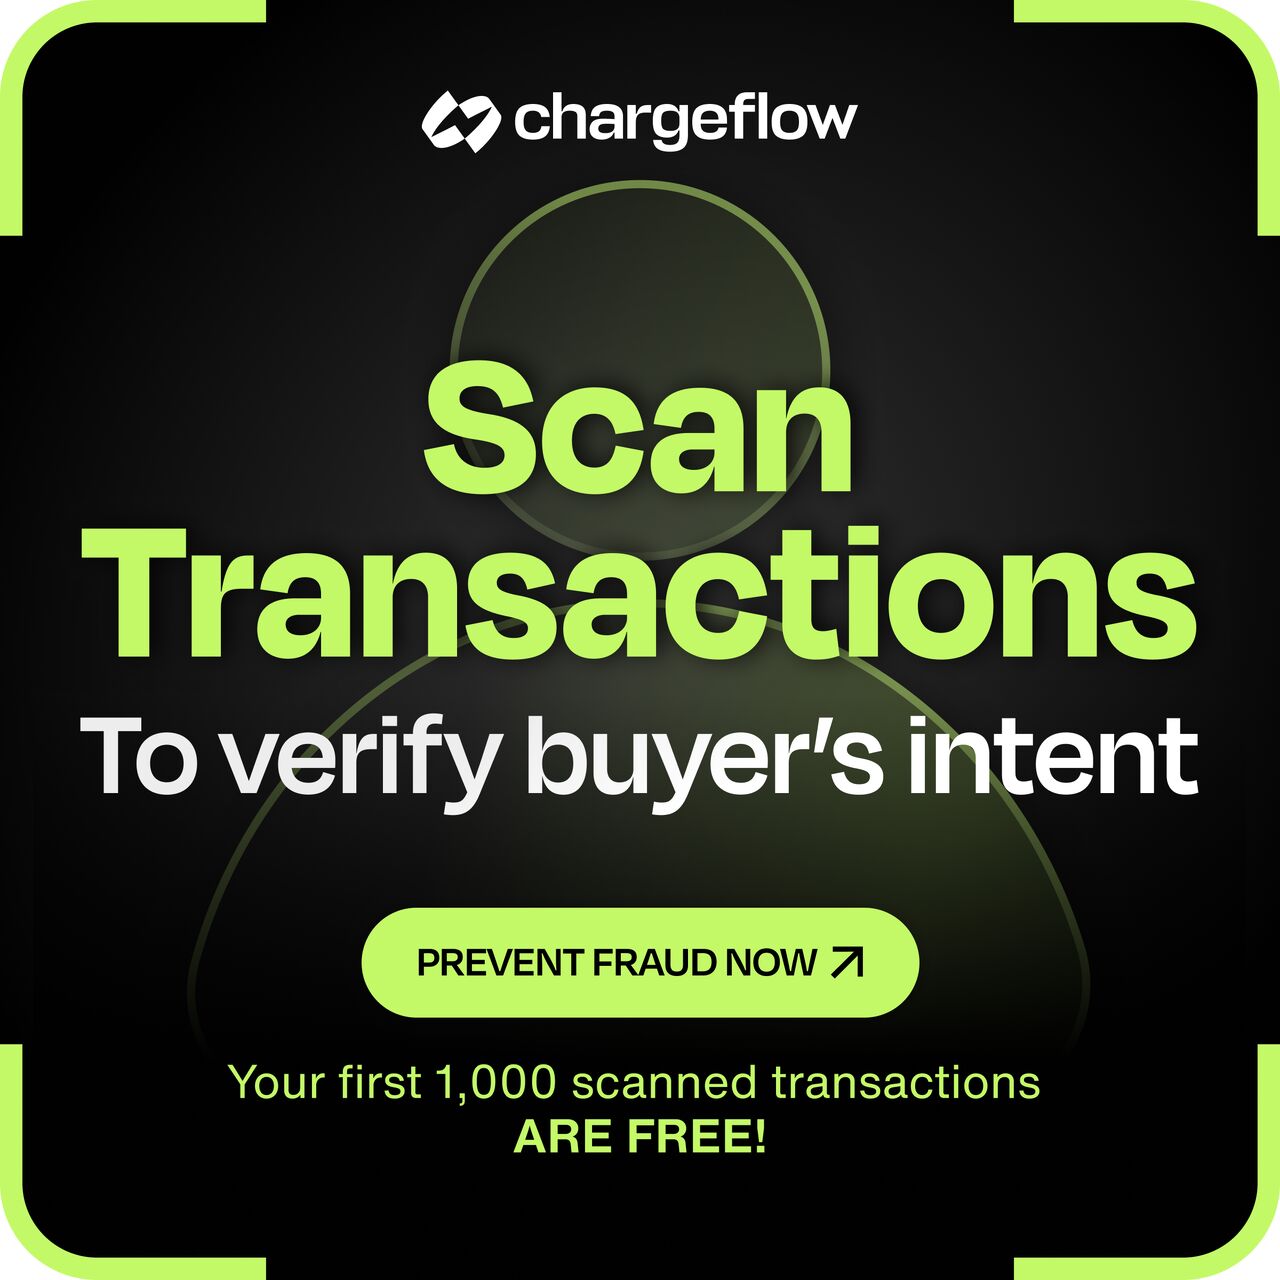 chargeflow
Scan
Transactions
To verify buyer’s intent
PREVENT FRAUD NOW
Your first 1,000 scanned transactions
ARE FREE!